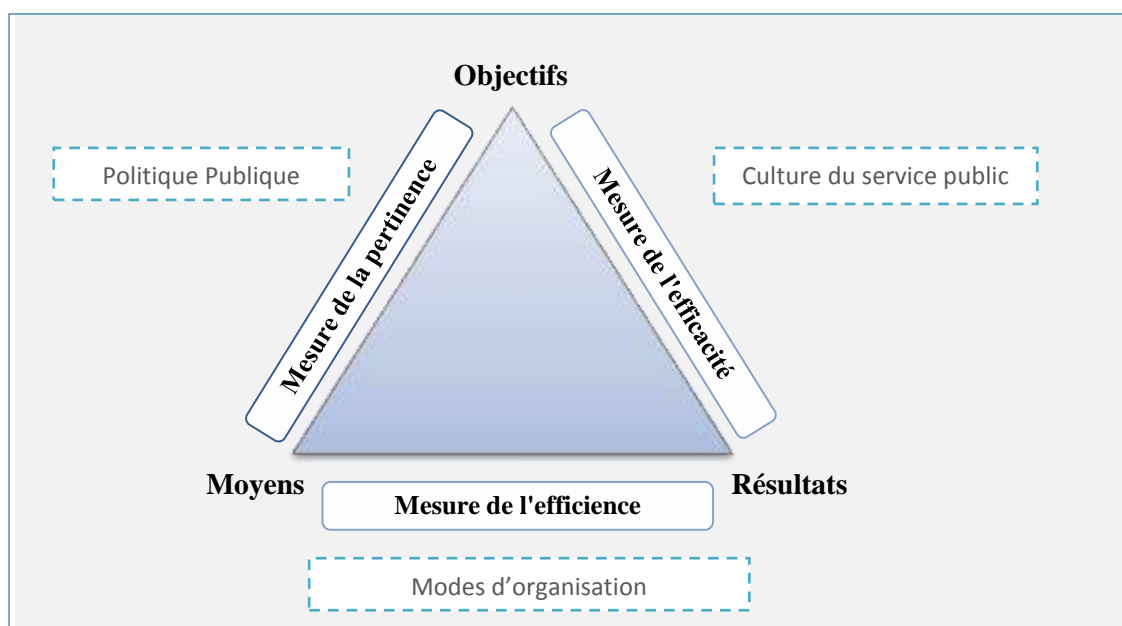 Objectifs
Politique Publique
Culture du service public
Mesure de la pertinence
Mesure de l'efficacité
Moyens
Résultats
Mesure de l'efficience
Modes d’organisation